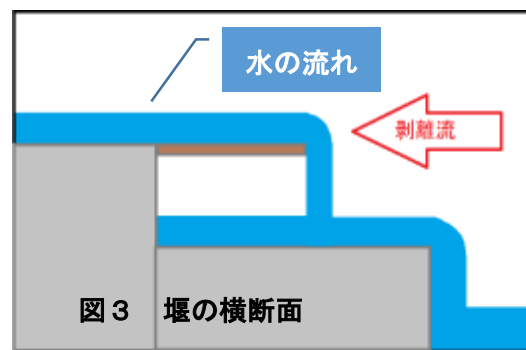 水の流れ
剥離流
図３　堰の横断面